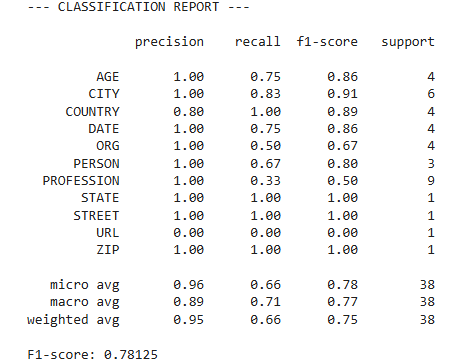 --- CLASSIFICATION REPORT ---
precision recall f1-score support
AGE 1.00 0.75 0.86 4
CITY 1.00 0.83 0.91 6
COUNTRY 0.80 1.00 0.89 4
DATE 1.00 0.75 0.86 4
ORG 1.00 0.50 0.67 4
PERSON 1.00 0.67 0.80 3
PROFESSION 1.00 0.33 0.50 9
STATE 1.00 1.00 1.00 1
STREET 1.00 1.00 1.00 1
URL 0.00 0.00 0.00 1
ZIP 1.00 1.00 1.00 1
micro avg 0.96 0.66 0.78 38
macro avg 0.89 0.71 0.77 38
weighted avg 0.95 0.66 0.75 38
F1-score: 0.78125